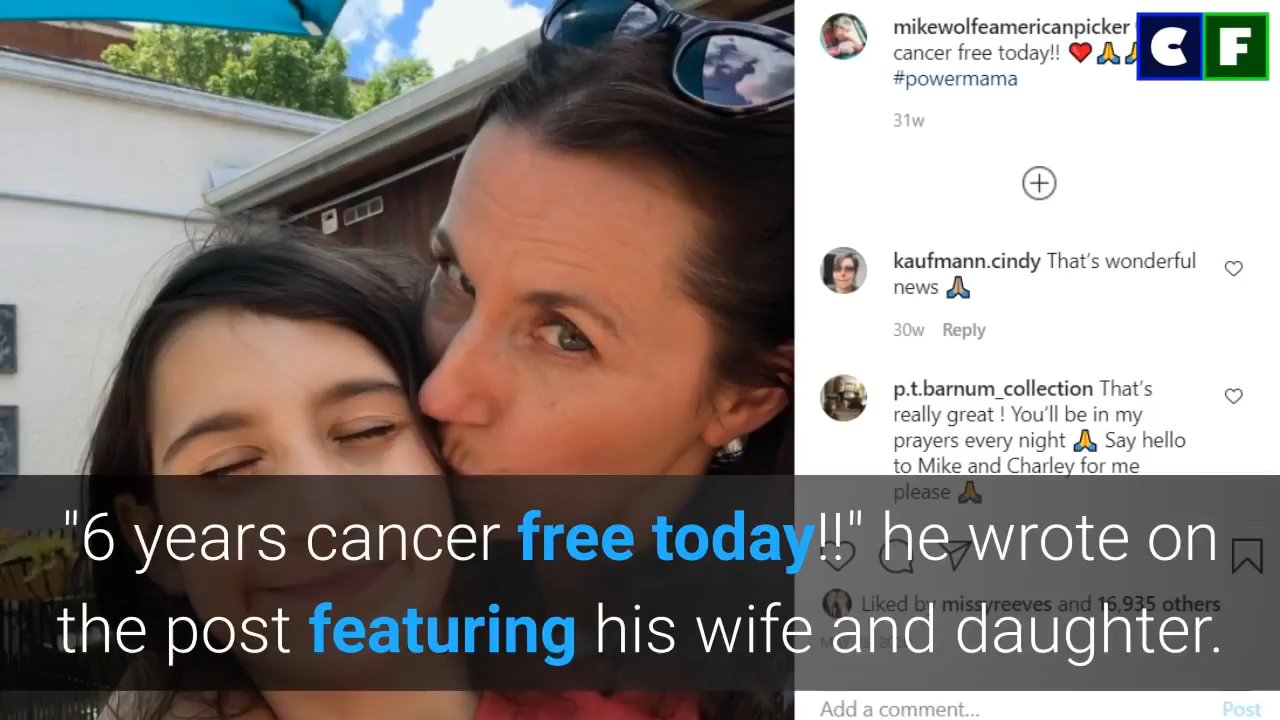 mikewolfeamericanpicker
cancer free today!! ❤️🙏🙏
#powermama
C F
31w
kaufmann.cindy That's wonderful
news 🙏
30w Reply
p.t.barnum_collection That's
really great ! You'll be in my
prayers every night 🙏 Say hello
to Mike and Charley for me
please 🙏
"6 years cancer free today!!" he wrote on
the post featuring his wife and daughter.
Liked by missyreeves and 16,935 others
Add a comment... Post